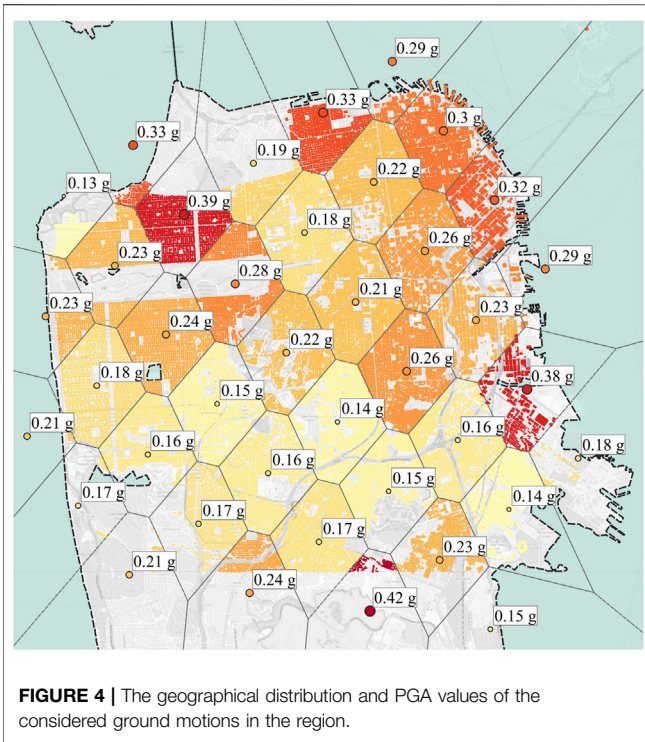 0.29 g
0.33 g
0.3 g
0.33 g
0.19 g
0.22 g
0.13 g
0.32 g
0.39 g
0.18 g
0.23 g
0.26 g
0.29 g
0.28 g
0.21 g
0.23 g
0.23 g
0.24 g
0.22 g
0.26 g
0.18 g
0.38 g
0.15 g
0.14 g
0.21 g
0.16 g
0.16 g
0.18 g
0.16 g
0.15 g
0.17 g
0.14 g
0.17 g
0.17 g
0.23 g
0.21 g
0.24 g
0.42 g
0.15 g
FIGURE 4 | The geographical distribution and PGA values of the
considered ground motions in the region.